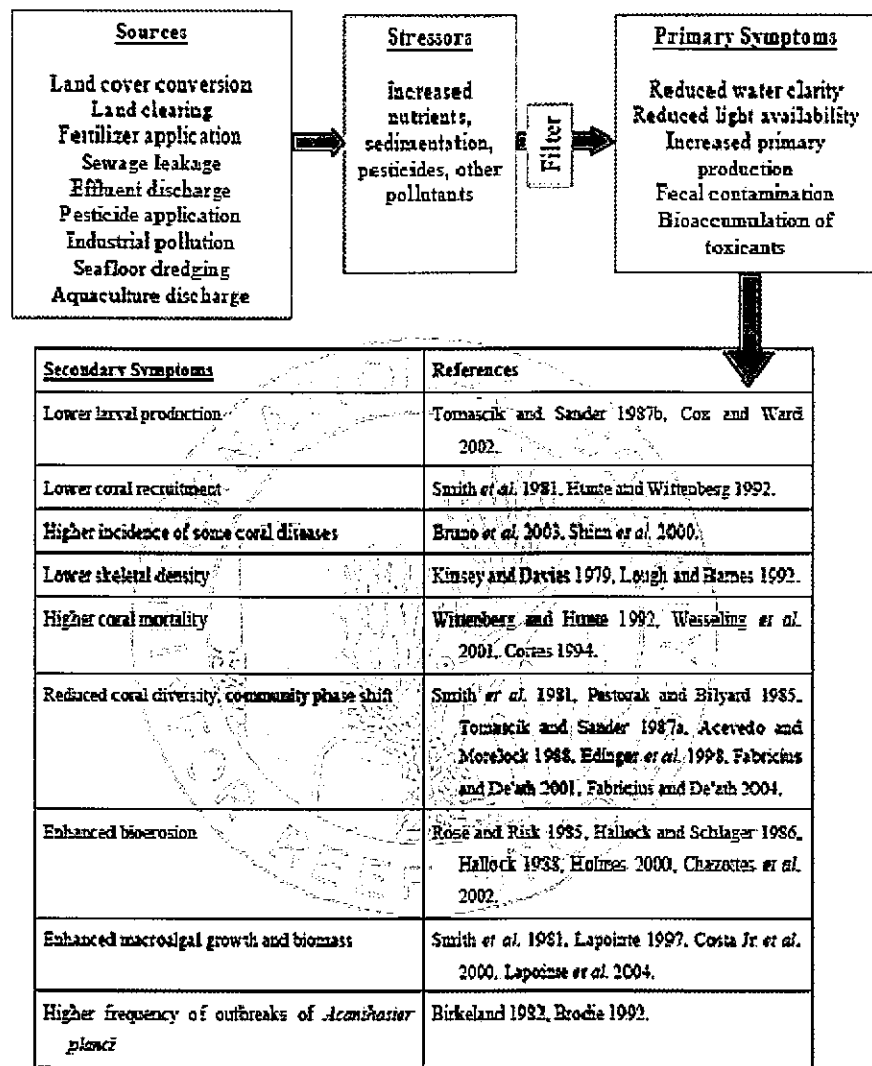 Sources
Land cover conversion
Land clearing
Fertilizer application
Sewage leakage
Effluent discharge
Pesticide application
Industrial pollution
Seafloor dredging
Aquaculture discharge
Stressors
Increased
nutrients,
sedimentation,
pesticides, other
pollutants
Filter
Primary Symptoms
Reduced water clarity
Reduced light availability
Increased primary
production
Fecal contamination
Bioaccumulation of
toxicants
Secondary Symptoms
References
Lower larval production
Tomascik and Sander 1987b, Cox and Ward
2002.
Lower coral recruitment
Smith et al. 1981, Hunte and Wittenberg 1992.
Higher incidence of some coral diseases
Bruno et al. 2003, Shinn et al. 2000.
Lower skeletal density
Kinsey and Davies 1979, Lough and Barnes 1992.
Higher coral mortality
Wittenberg and Hunte 1992, Wesseling et al.
2001, Cortes 1994.
Reduced coral diversity, community phase shift
Smith et al. 1981, Pastorak and Bilyard 1985,
Tomascik and Sander 1987a, Acevedo and
Morelock 1988, Edinger et al. 1998, Fabricius
and De'ath 2001, Fabricius and De'ath 2004.
Enhanced bioerosion
Rose and Risk 1985, Hallock and Schlager 1986,
Hallock 1988, Holmes 2000, Chazottes et al.
2002.
Enhanced macroalgal growth and biomass
Smith et al. 1981, Lapointe 1997, Costa Jr. et al.
2000, Lapointe et al. 2004.
Higher frequency of outbreaks of Acanthaster
planci
Birkeland 1982, Brodie 1992.